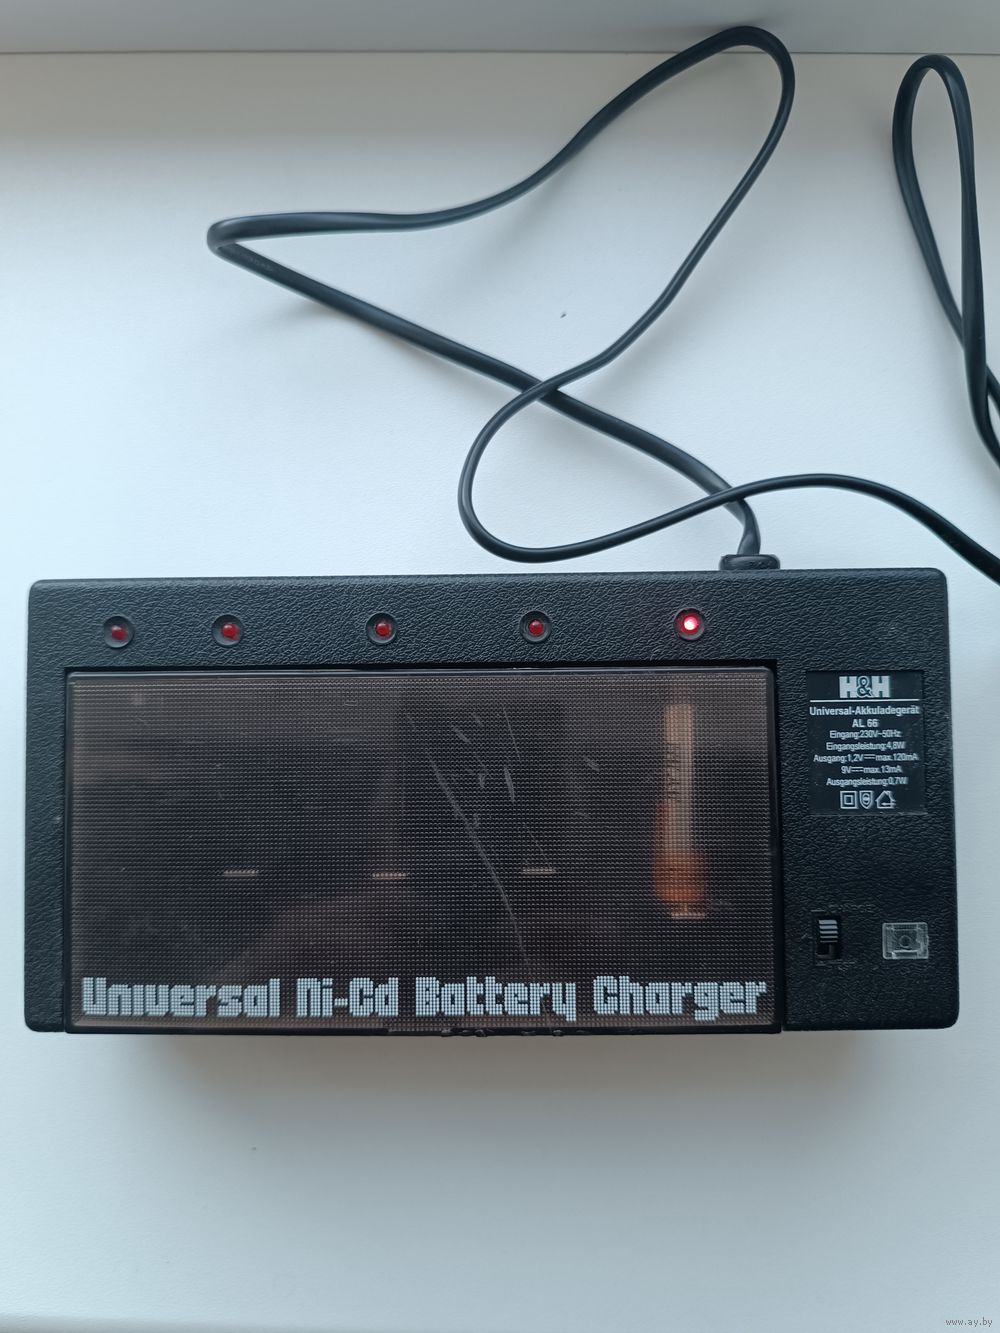 H&H
Universal-Akkuladegerät
AL 66
Eingang:230V~50Hz
Eingangsleistung:4,8W
Ausgang:1,2V⎓max.120mA
9V⎓max.13mA
Ausgangsleistung:0,7W
Universal Ni-Cd Battery Charger
www.ay.by